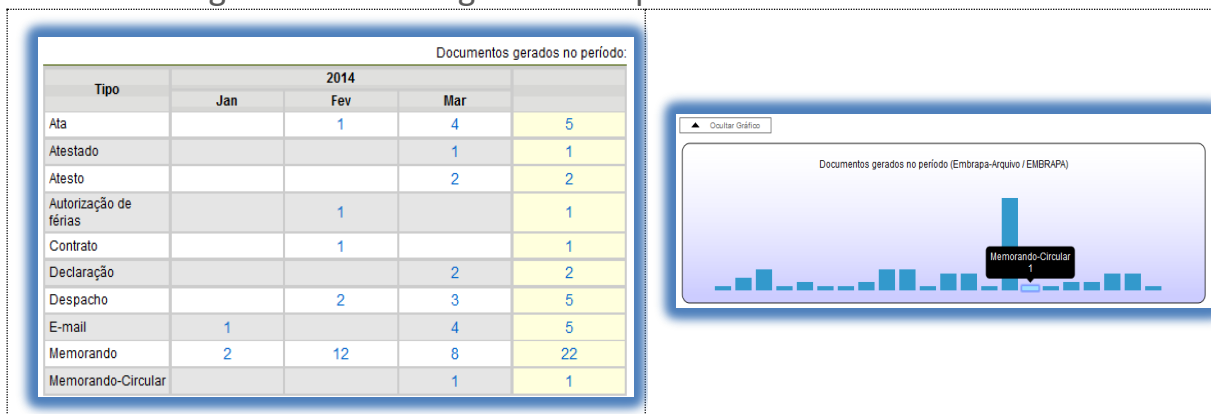 Documentos gerados no período:
Tipo 2014
Jan Fev Mar
Ata 1 4 5
Atestado 1 1
Atesto 2 2
Autorização de
férias 1 1
Contrato 1 1
Declaração 2 2
Despacho 2 3 5
E-mail 1 4 5
Memorando 2 12 8 22
Memorando-Circular 1 1
Ocultar Gráfico
Documentos gerados no período (Embrapa-Arquivo / EMBRAPA)
Memorando-Circular
1